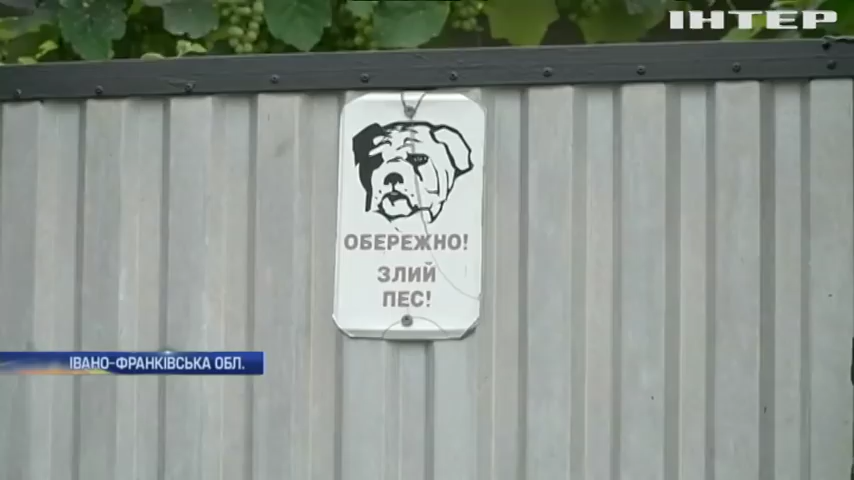 ІНТЕР
ОБЕРЕЖНО!
ЗЛИЙ
ПЕС!
ІВАНО-ФРАНКІВСЬКА ОБЛ.